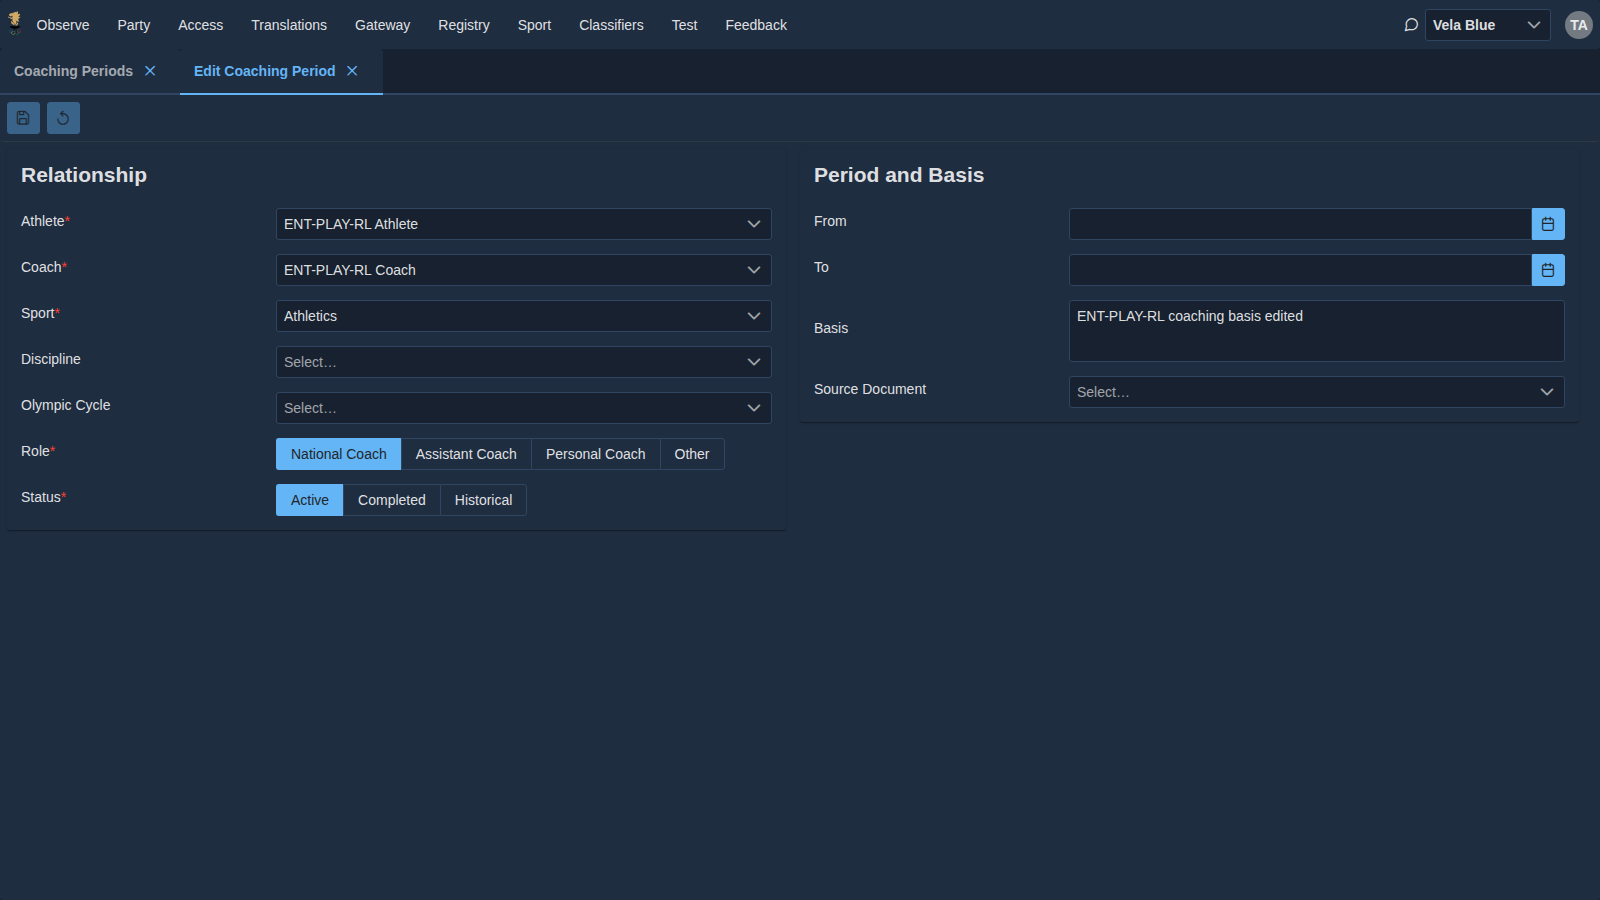 Observe Party Access Translations Gateway Registry Sport Classifiers Test Feedback Vela Blue TA
Coaching Periods Edit Coaching Period
Relationship
Athlete* ENT-PLAY-RL Athlete
Coach* ENT-PLAY-RL Coach
Sport* Athletics
Discipline Select...
Olympic Cycle Select...
Role* National Coach Assistant Coach Personal Coach Other
Status* Active Completed Historical
Period and Basis
From
To
Basis ENT-PLAY-RL coaching basis edited
Source Document Select...